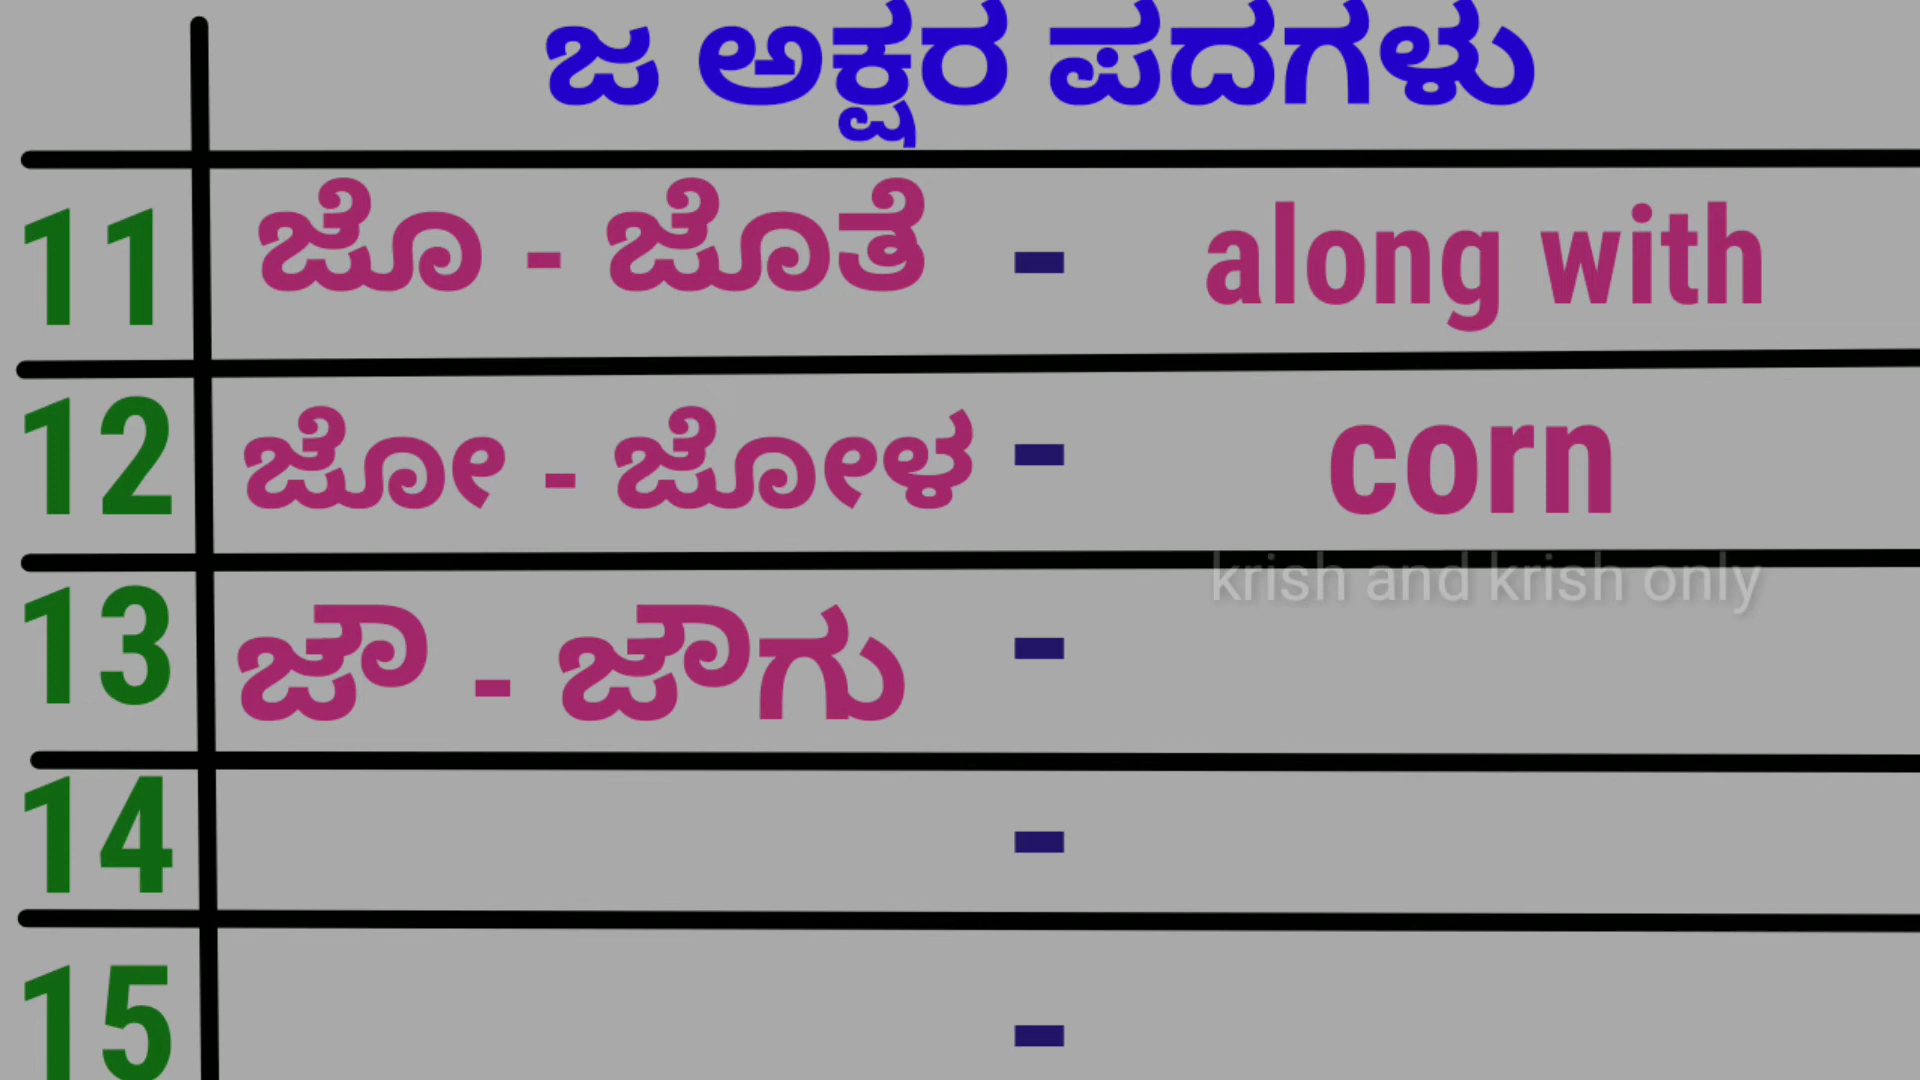 ಜ ಅಕ್ಷರ ಪದಗಳು
11 ಜೊ - ಜೊತೆ - along with
12 ಜೋ - ಜೋಳ - corn
krish and krish only
13 ಜೌ - ಜೌಗು -
14 -
15 -